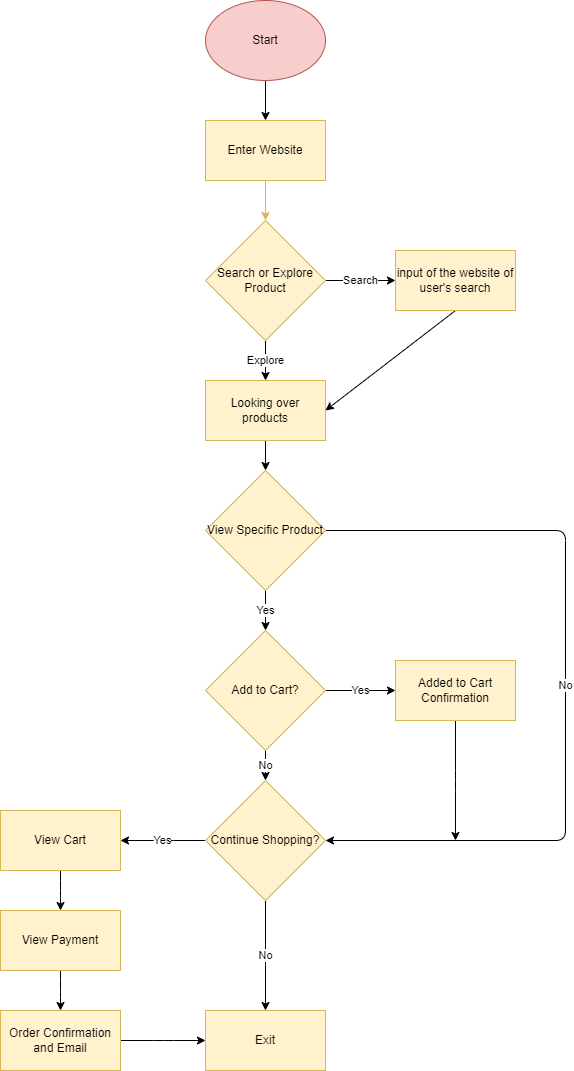 Start
Enter Website
Search or Explore
Product
Search
input of the website of
user's search
Explore
Looking over
products
View Specific Product
Yes
No
Add to Cart?
Yes
Added to Cart
Confirmation
No
Continue Shopping?
Yes
View Cart
View Payment
No
Order Confirmation
and Email
Exit